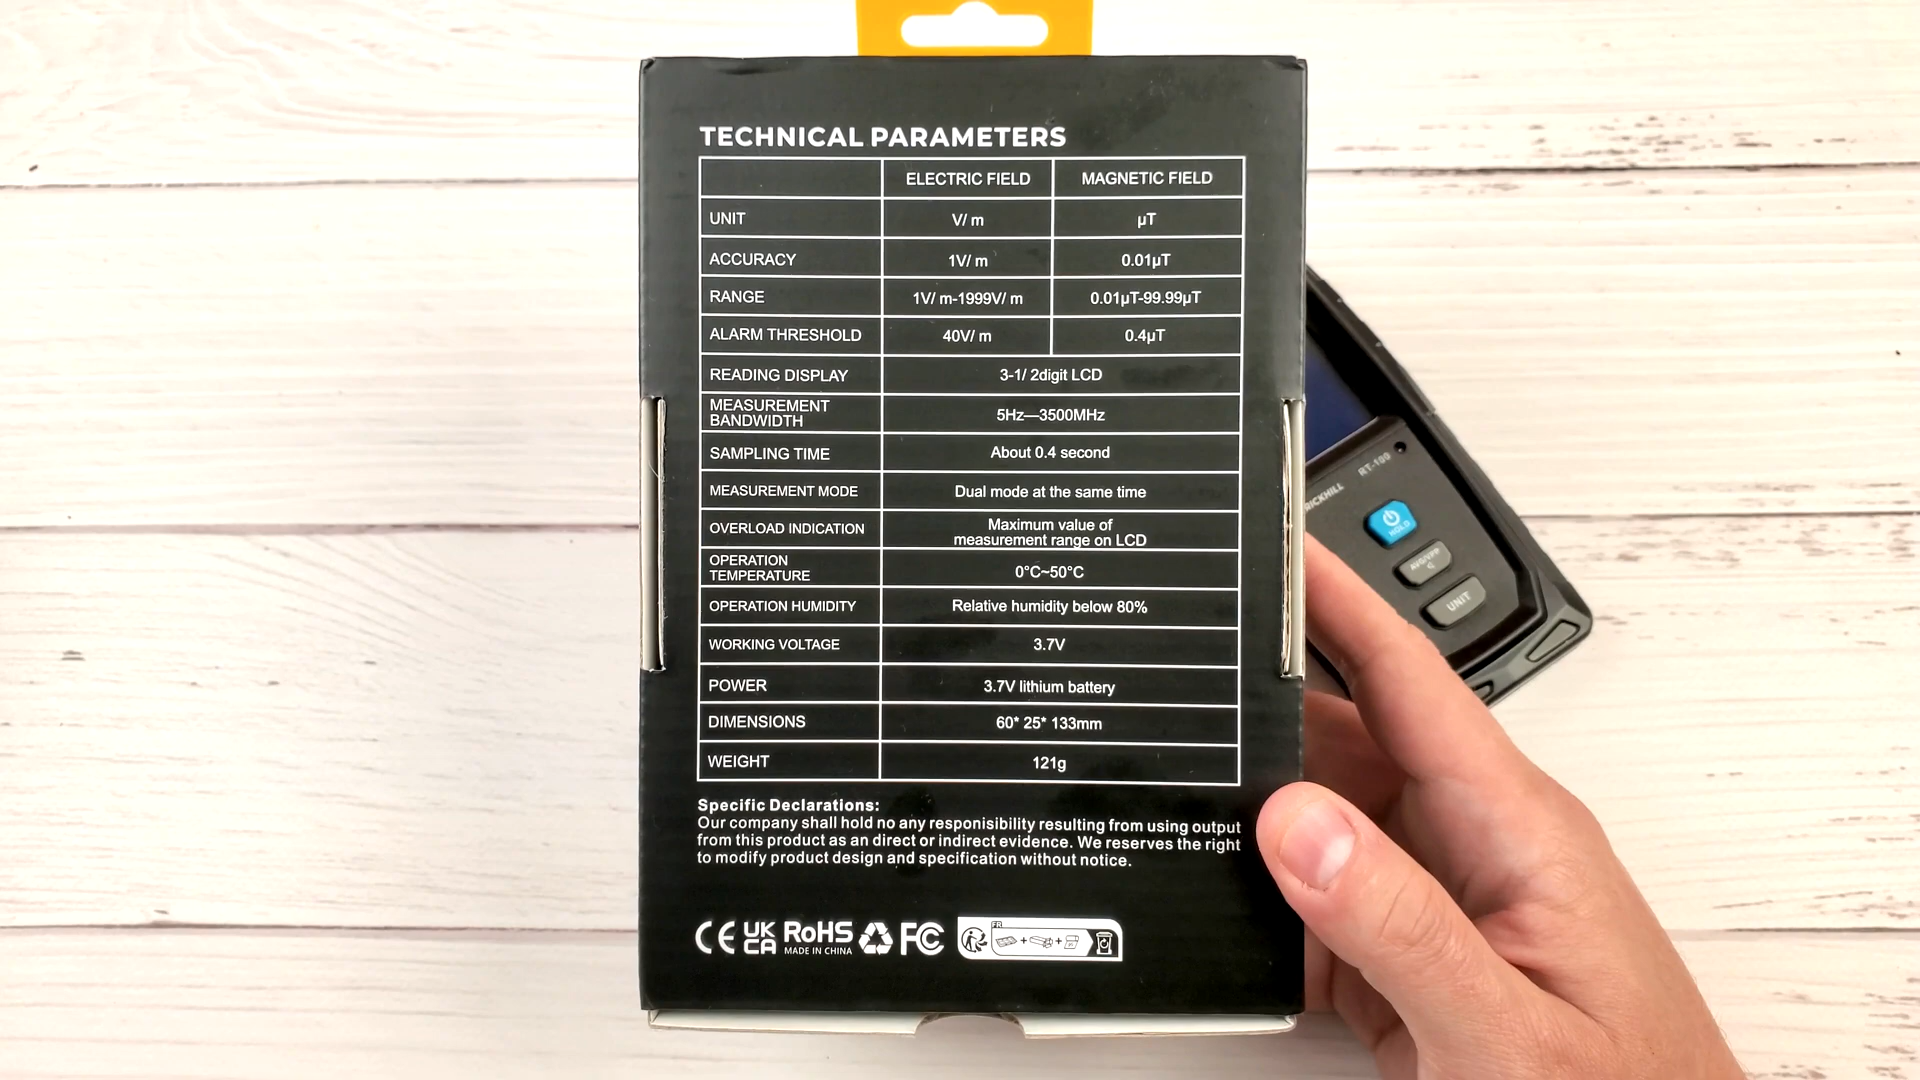 TECHNICAL PARAMETERS
ELECTRIC FIELD MAGNETIC FIELD
UNIT V/ m µT
ACCURACY 1V/ m 0.01µT
RANGE 1V/ m-1999V/ m 0.01µT-99.99µT
ALARM THRESHOLD 40V/ m 0.4µT
READING DISPLAY 3-1/ 2digit LCD
MEASUREMENT
BANDWIDTH 5Hz—3500MHz
SAMPLING TIME About 0.4 second
MEASUREMENT MODE Dual mode at the same time
OVERLOAD INDICATION Maximum value of
measurement range on LCD
OPERATION
TEMPERATURE 0°C~50°C
OPERATION HUMIDITY Relative humidity below 80%
WORKING VOLTAGE 3.7V
POWER 3.7V lithium battery
DIMENSIONS 60* 25* 133mm
WEIGHT 121g
Specific Declarations:
Our company shall hold no any responisibility resulting from using output
from this product as an direct or indirect evidence. We reserves the right
to modify product design and specification without notice.
CE UK CA RoHS FC
MADE IN CHINA
FR
RICKHILL RT-100
HOLD
AVG/VPP
UNIT